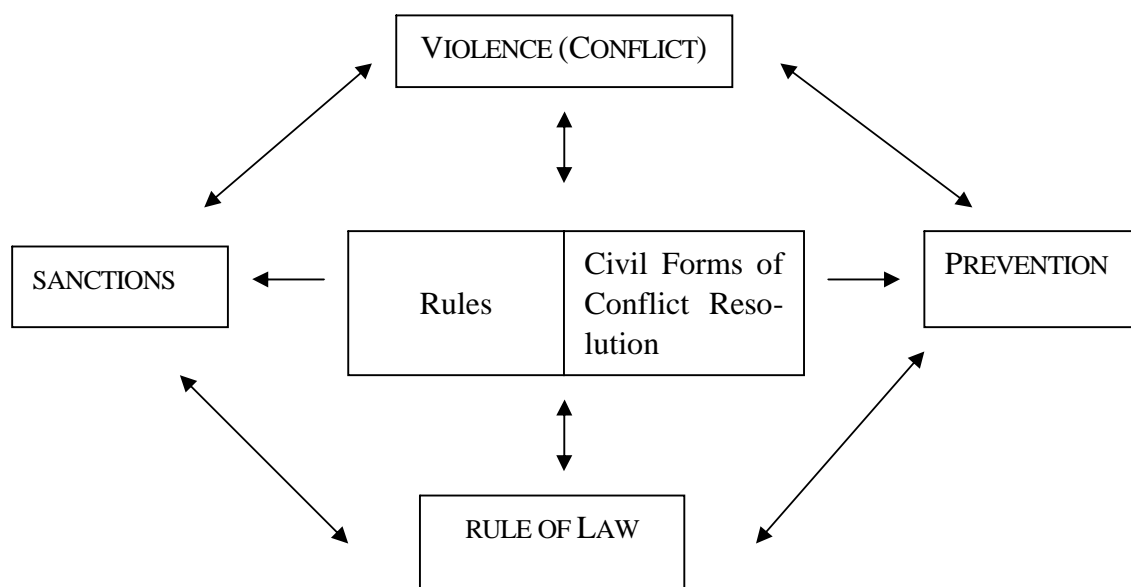 VIOLENCE (CONFLICT)
SANCTIONS
Rules
Civil Forms of
Conflict Reso-
lution
PREVENTION
RULE OF LAW